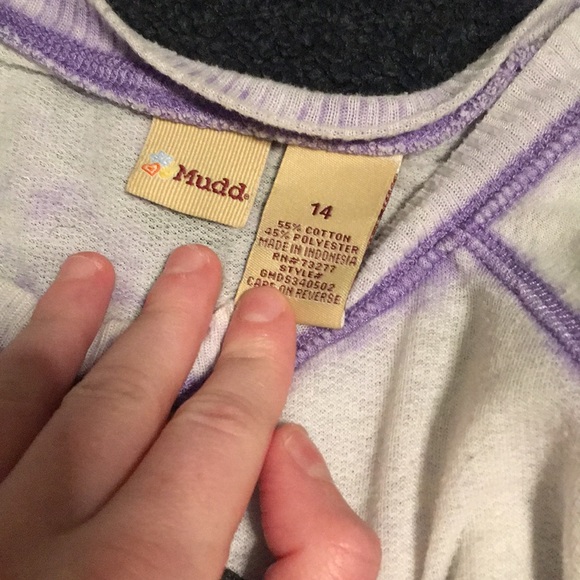 Mudd®
14
55% COTTON
45% POLYESTER
MADE IN INDONESIA
RN#73277
STYLE#
GMDS340502
CARE ON REVERSE